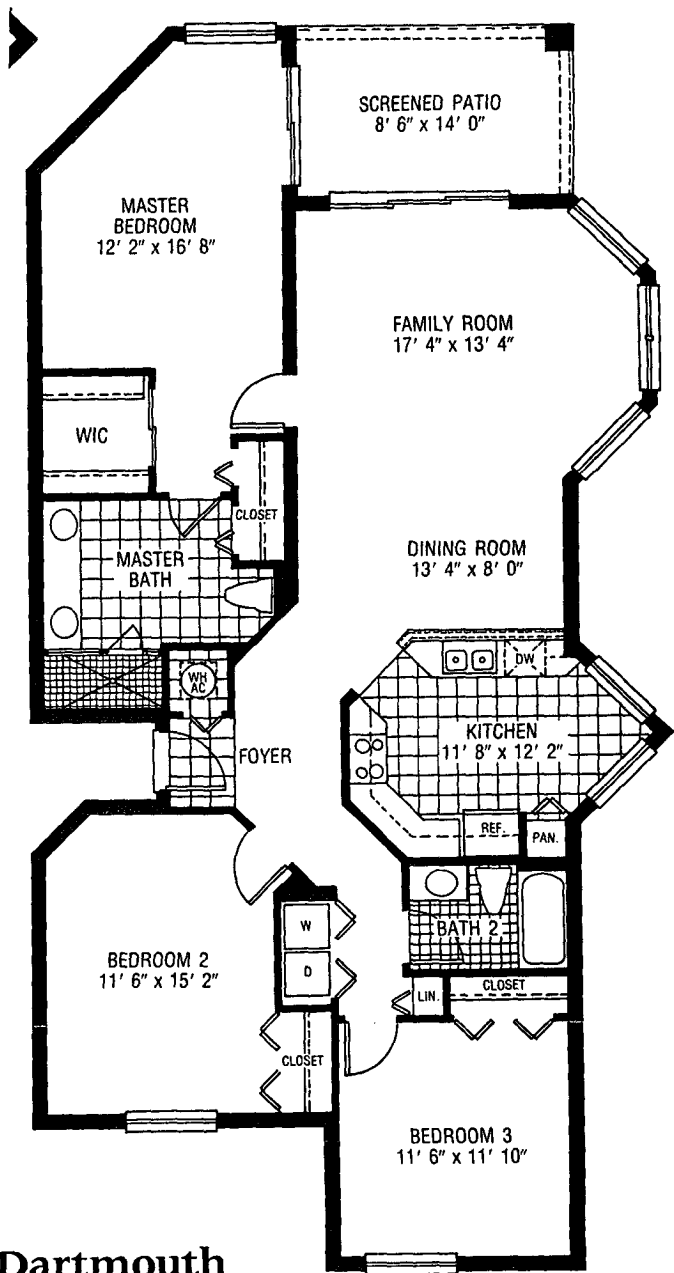 SCREENED PATIO
8' 6" x 14' 0"
MASTER
BEDROOM
12' 2" x 16' 8"
FAMILY ROOM
17' 4" x 13' 4"
WIC
CLOSET
DINING ROOM
13' 4" x 8' 0"
MASTER
BATH
DW
WH
AC
KITCHEN
11' 8" x 12' 2"
FOYER
REF.
PAN.
W
BATH 2
D
BEDROOM 2
11' 6" x 15' 2"
LIN.
CLOSET
CLOSET
BEDROOM 3
11' 6" x 11' 10"
Dartmouth